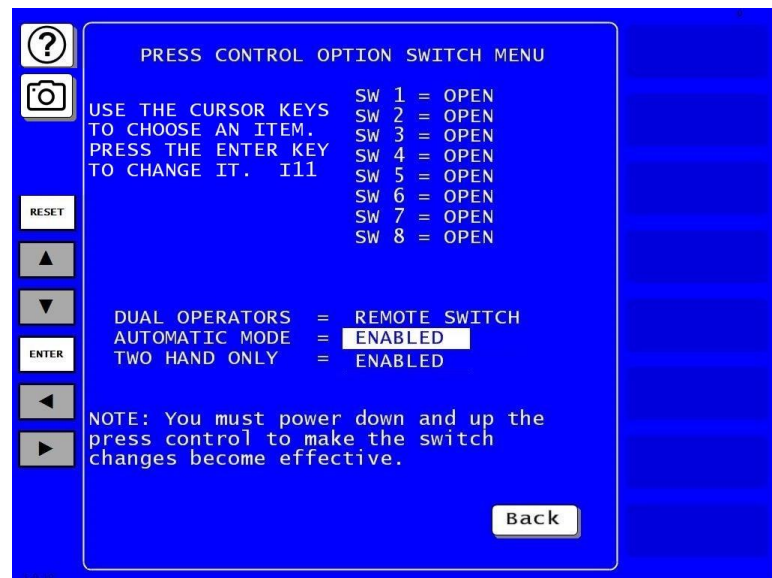 ?
PRESS CONTROL OPTION SWITCH MENU
USE THE CURSOR KEYS
TO CHOOSE AN ITEM.
PRESS THE ENTER KEY
TO CHANGE IT. I11
SW 1 = OPEN
SW 2 = OPEN
SW 3 = OPEN
SW 4 = OPEN
SW 5 = OPEN
SW 6 = OPEN
SW 7 = OPEN
SW 8 = OPEN
RESET
DUAL OPERATORS = REMOTE SWITCH
AUTOMATIC MODE = ENABLED
TWO HAND ONLY = ENABLED
ENTER
NOTE: You must power down and up the
press control to make the switch
changes become effective.
Back